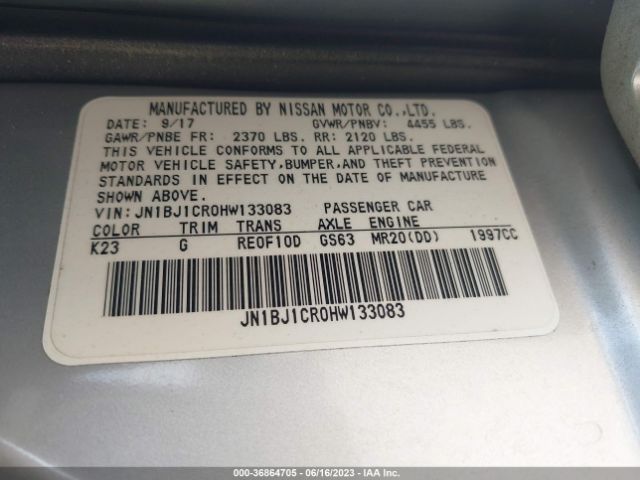 MANUFACTURED BY NISSAN MOTOR CO.,LTD.
DATE: 9/17 GVWR/PNBV: 4455 LBS.
GAWR/PNBE FR: 2370 LBS. RR: 2120 LBS.
THIS VEHICLE CONFORMS TO ALL APPLICABLE FEDERAL
MOTOR VEHICLE SAFETY,BUMPER,AND THEFT PREVENTION
STANDARDS IN EFFECT ON THE DATE OF MANUFACTURE
SHOWN ABOVE.
VIN: JN1BJ1CR0HW133083 PASSENGER CAR
COLOR TRIM TRANS AXLE ENGINE
K23 G RE0F10D GS63 MR20(DD) 1997CC
JN1BJ1CR0HW133083
000-36864705 - 06/16/2023 - IAA Inc.